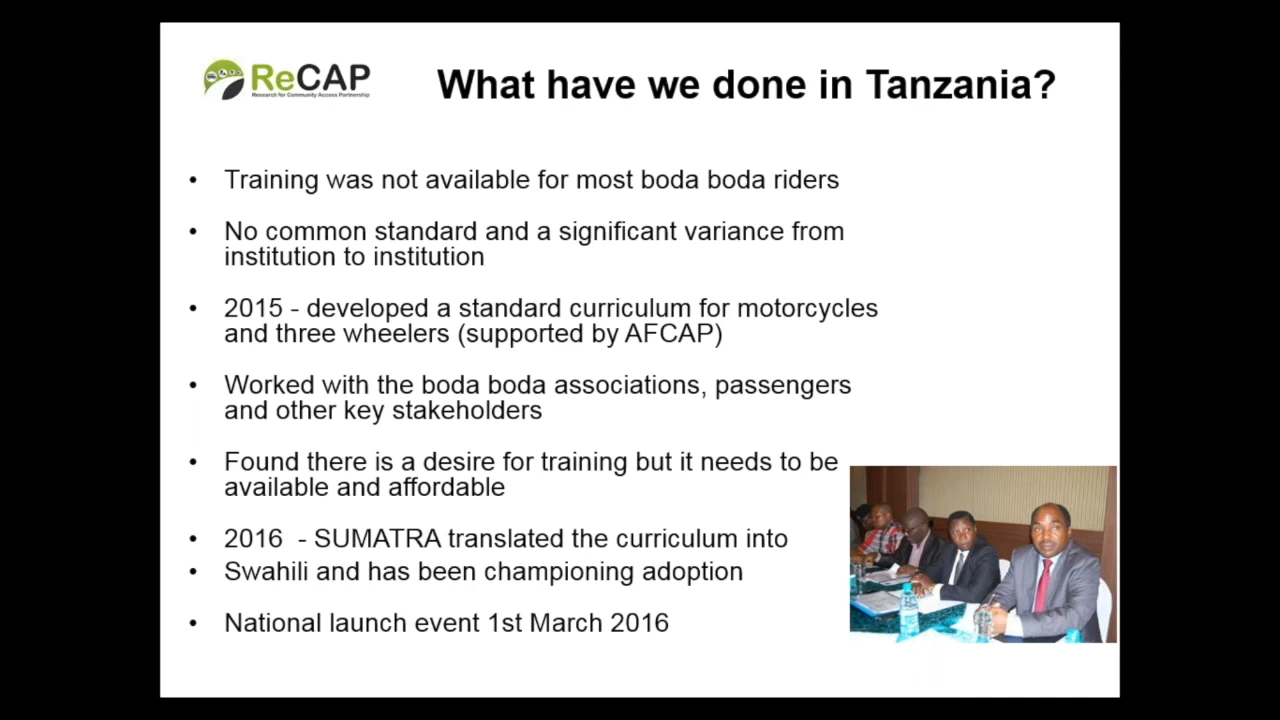 ReCAP
Research for Community Access Partnership
What have we done in Tanzania?
• Training was not available for most boda boda riders
• No common standard and a significant variance from
institution to institution
• 2015 - developed a standard curriculum for motorcycles
and three wheelers (supported by AFCAP)
• Worked with the boda boda associations, passengers
and other key stakeholders
• Found there is a desire for training but it needs to be
available and affordable
• 2016 - SUMATRA translated the curriculum into
• Swahili and has been championing adoption
• National launch event 1st March 2016